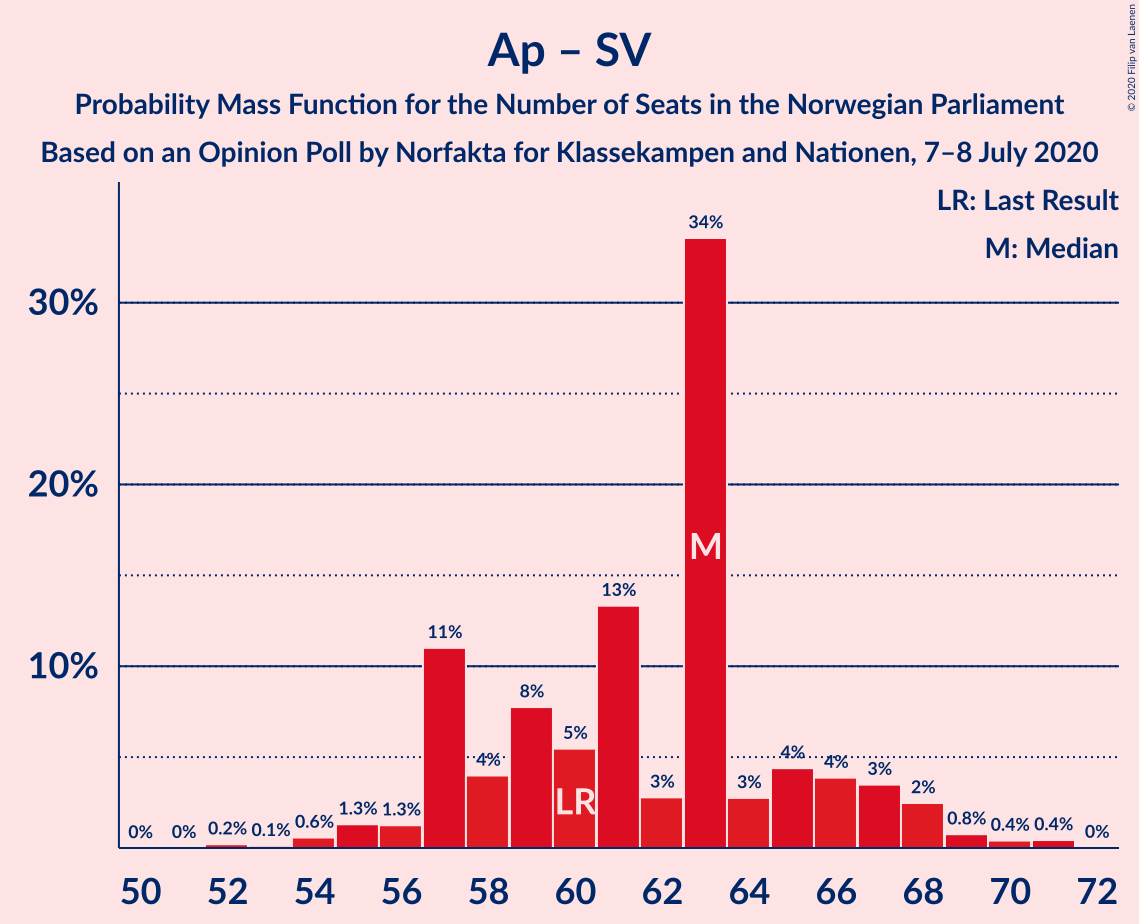 Ap – SV
Probability Mass Function for the Number of Seats in the Norwegian Parliament
Based on an Opinion Poll by Norfakta for Klassekampen and Nationen, 7–8 July 2020
© 2020 Filip van Laenen
LR: Last Result
M: Median
30%
20%
10%
0% 0% 0.2% 0.1% 0.6% 1.3% 1.3% 11% 4% 8% 5% 13% 3% 34% 3% 4% 4% 3% 2% 0.8% 0.4% 0.4% 0%
M
LR
50 52 54 56 58 60 62 64 66 68 70 72